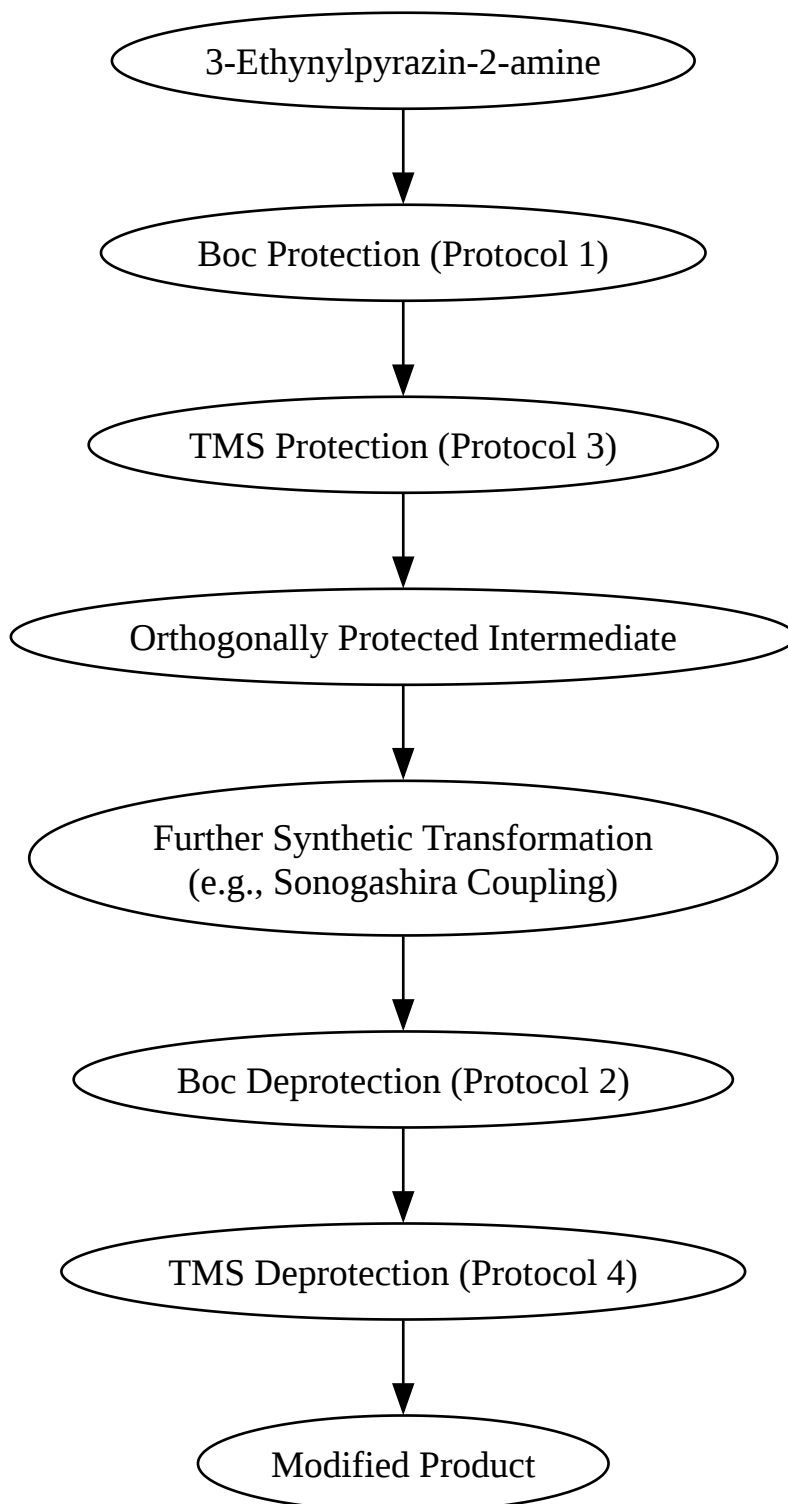 3-Ethynylpyrazin-2-amine
Boc Protection (Protocol 1)
TMS Protection (Protocol 3)
Orthogonally Protected Intermediate
Further Synthetic Transformation
(e.g., Sonogashira Coupling)
Boc Deprotection (Protocol 2)
TMS Deprotection (Protocol 4)
Modified Product